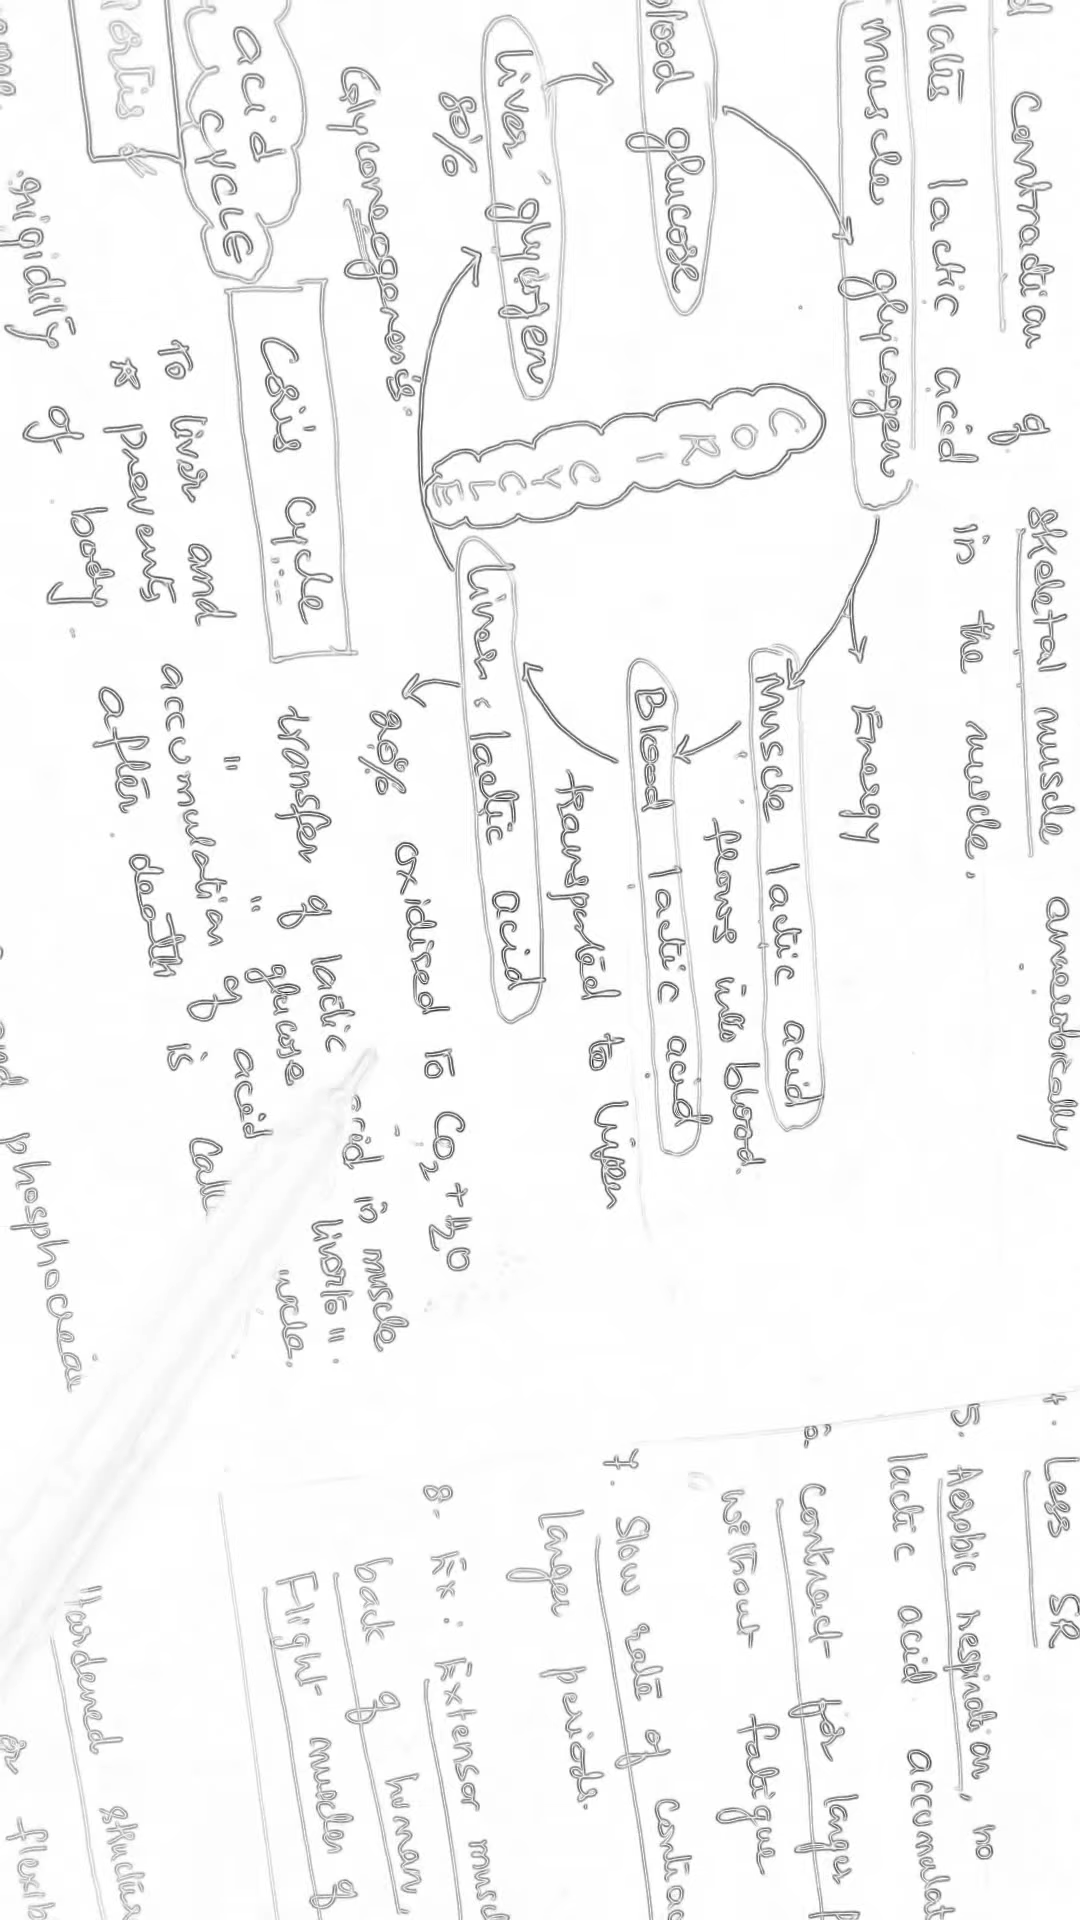 Contraction of skeletal muscle anaerobically
lactic acid in the muscle.
Muscle glycogen
Energy
Blood glucose
Muscle lactic acid
flows into blood.
Blood lactic acid
transported to liver
Liver glycogen
80%
CORI CYCLE
Liver lactic acid
20% oxidised to CO2 + H20
Glyconeogenesis.
acid
CYCLE
Cori's cycle
transfer of lactic acid in muscle
to liver and " " glucose " liver to "
* prevents accumulation of acid
rigidity of body after death is
phosphocrea
Less SR
5. Aerobic respiration, no
lactic acid accumulat
6. Contract for longer
without fatigue
7. Slow rate of contrac
longer periods.
8. Ex: Extensor musc
back of human
Flight muscles of
Hardened